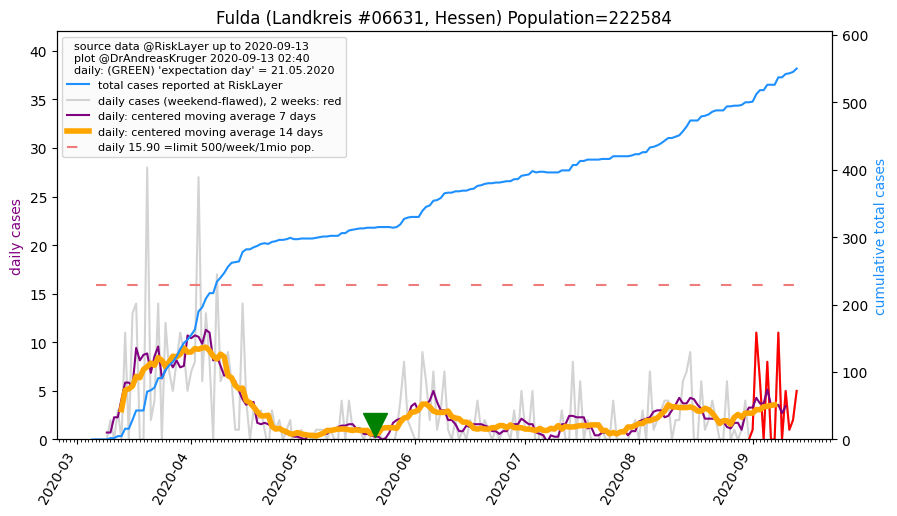 Fulda (Landkreis #06631, Hessen) Population=222584
source data @RiskLayer up to 2020-09-13
plot @DrAndreasKruger 2020-09-13 02:40
daily: (GREEN) 'expectation day' = 21.05.2020
total cases reported at RiskLayer
daily cases (weekend-flawed), 2 weeks: red
daily: centered moving average 7 days
daily: centered moving average 14 days
daily 15.90 =limit 500/week/1mio pop.
daily cases
40
35
30
25
20
15
10
5
0
cumulative total cases
600
500
400
300
200
100
0
2020-03
2020-04
2020-05
2020-06
2020-07
2020-08
2020-09